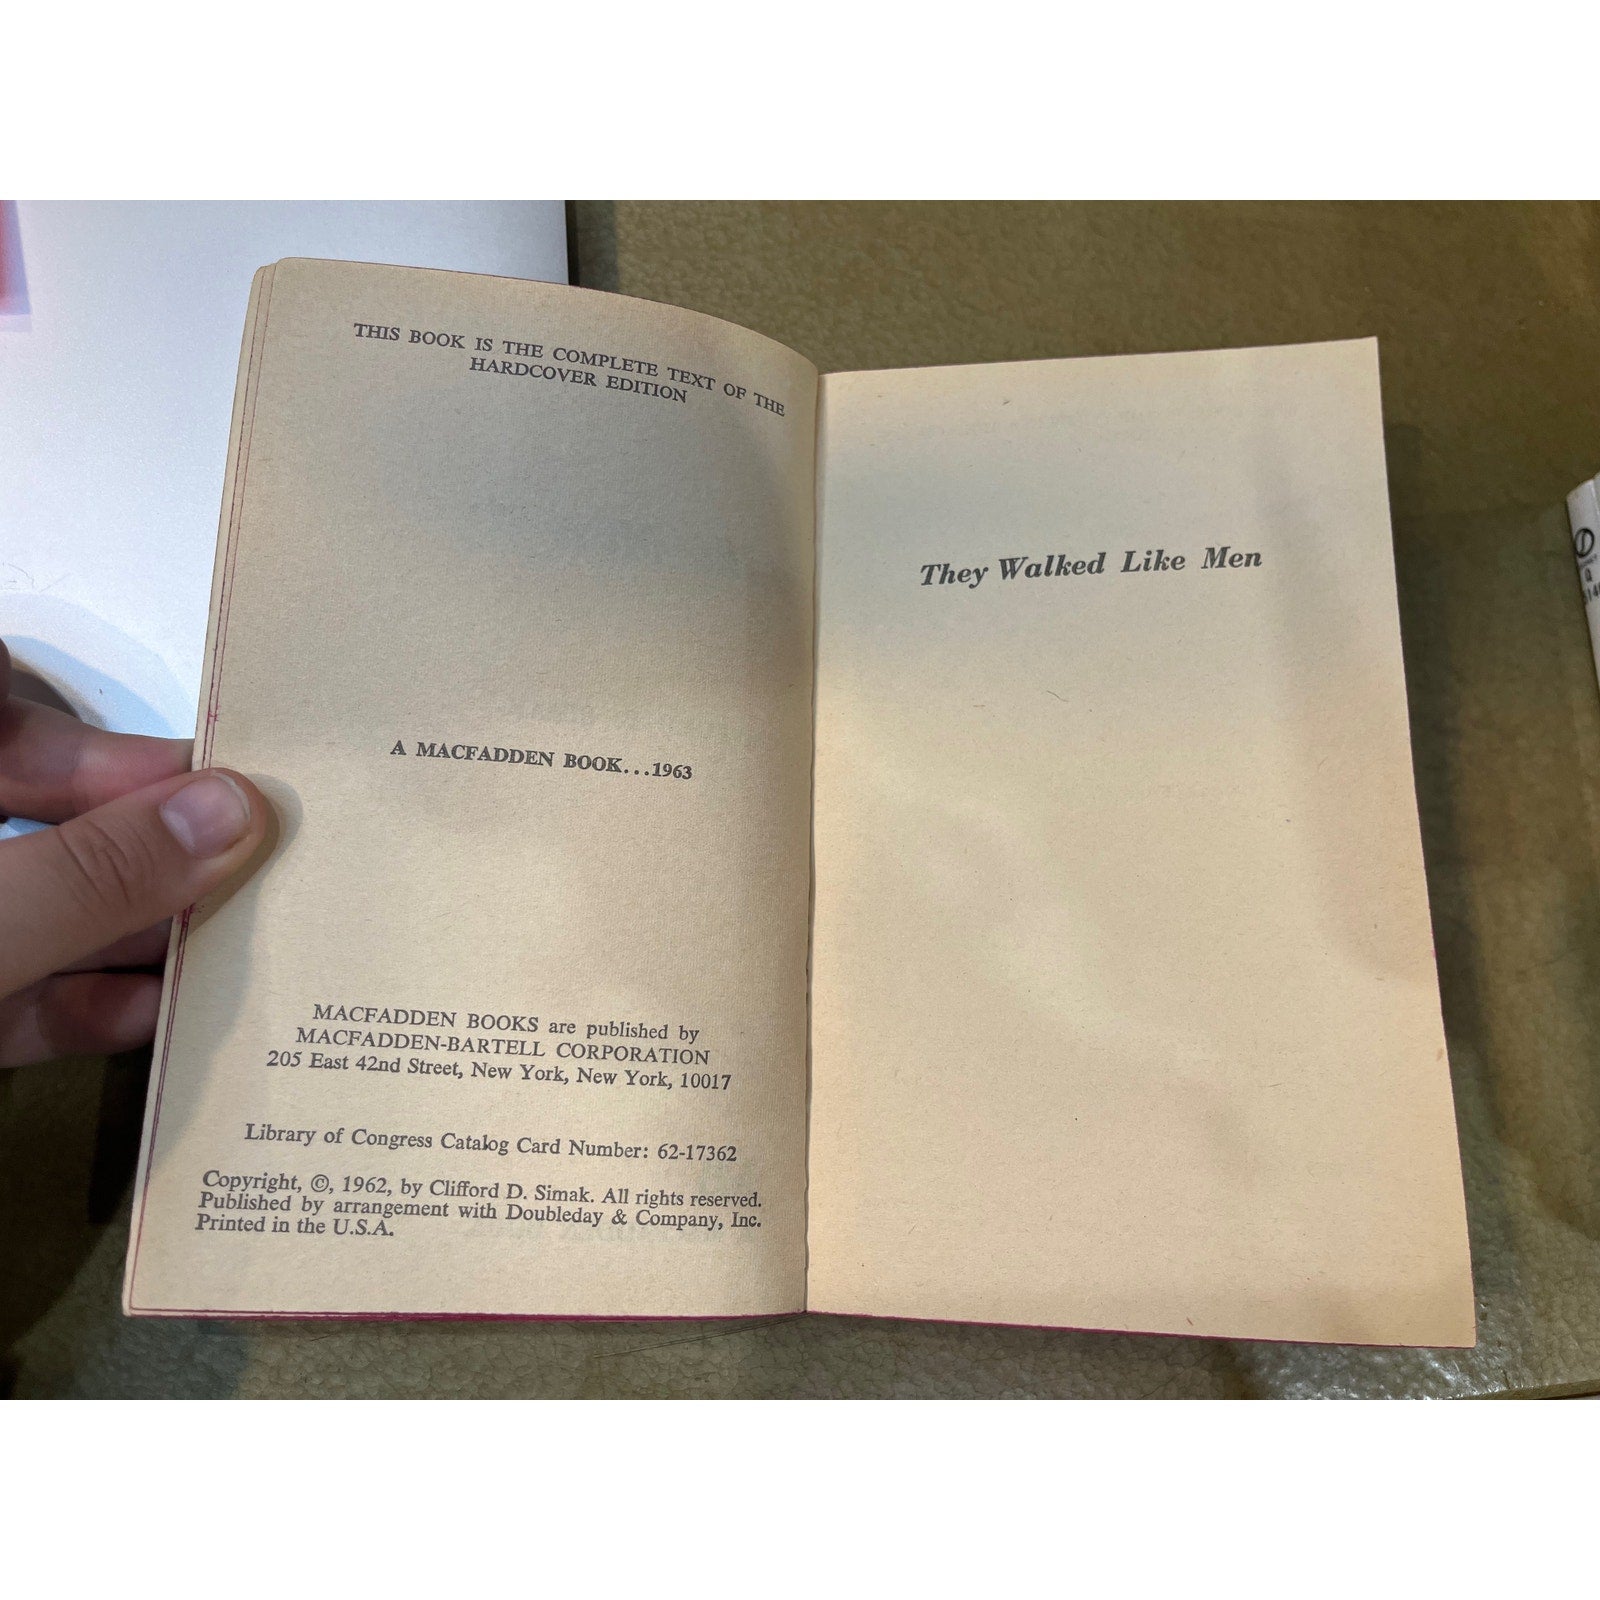 THIS BOOK IS THE COMPLETE TEXT OF THE
HARDCOVER EDITION
A MACFADDEN BOOK...1963
MACFADDEN BOOKS are published by
MACFADDEN-BARTELL CORPORATION
205 East 42nd Street, New York, New York, 10017
Library of Congress Catalog Card Number: 62-17362
Copyright, ©, 1962, by Clifford D. Simak. All rights reserved.
Published by arrangement with Doubleday & Company, Inc.
Printed in the U.S.A.
They Walked Like Men